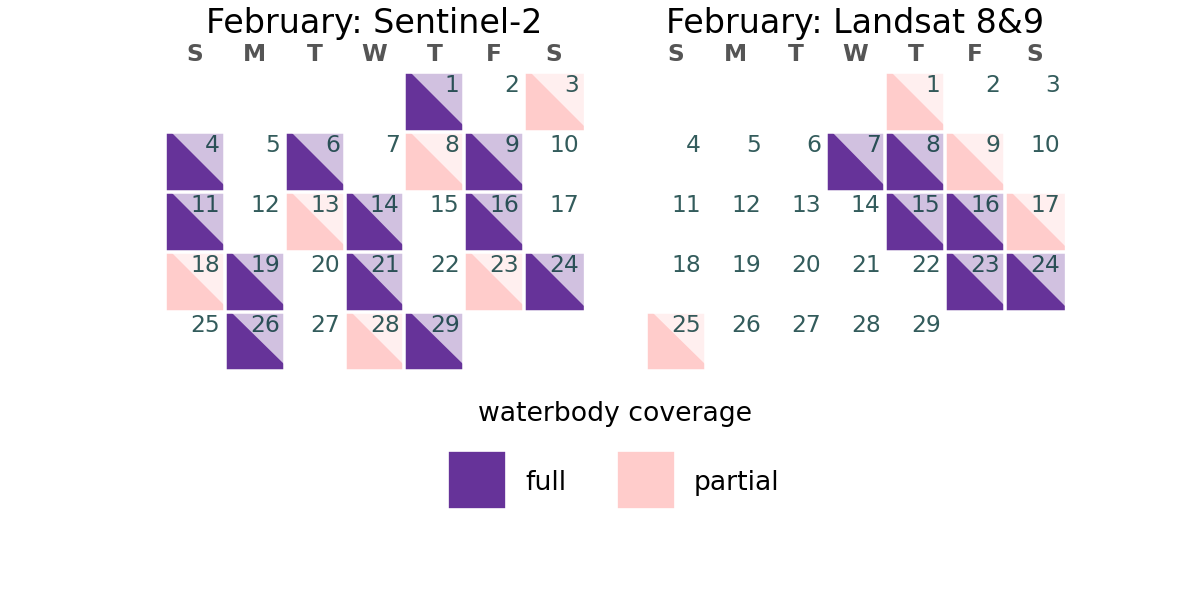 February: Sentinel-2
S M T W T F S
1 2 3
4 5 6 7 8 9 10
11 12 13 14 15 16 17
18 19 20 21 22 23 24
25 26 27 28 29
February: Landsat 8&9
S M T W T F S
1 2 3
4 5 6 7 8 9 10
11 12 13 14 15 16 17
18 19 20 21 22 23 24
25 26 27 28 29
waterbody coverage
full partial